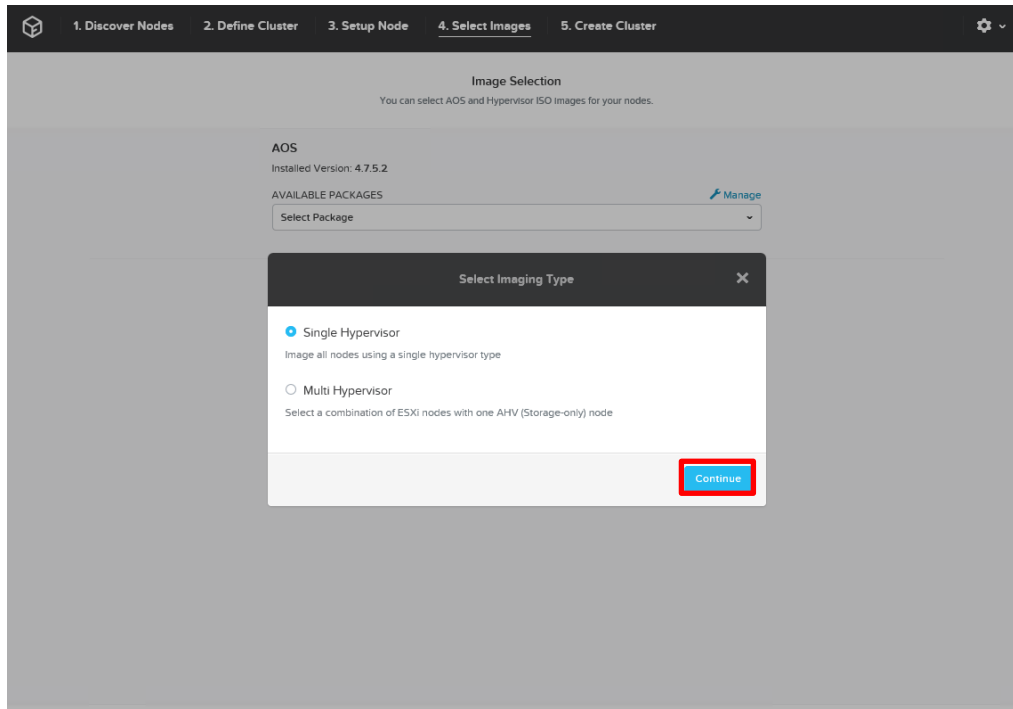 1. Discover Nodes 2. Define Cluster 3. Setup Node 4. Select Images 5. Create Cluster
Image Selection
You can select AOS and Hypervisor ISO images for your nodes.
AOS
Installed Version: 4.7.5.2
AVAILABLE PACKAGES Manage
Select Package
Select Imaging Type
Single Hypervisor
Image all nodes using a single hypervisor type
Multi Hypervisor
Select a combination of ESXi nodes with one AHV (Storage-only) node
Continue